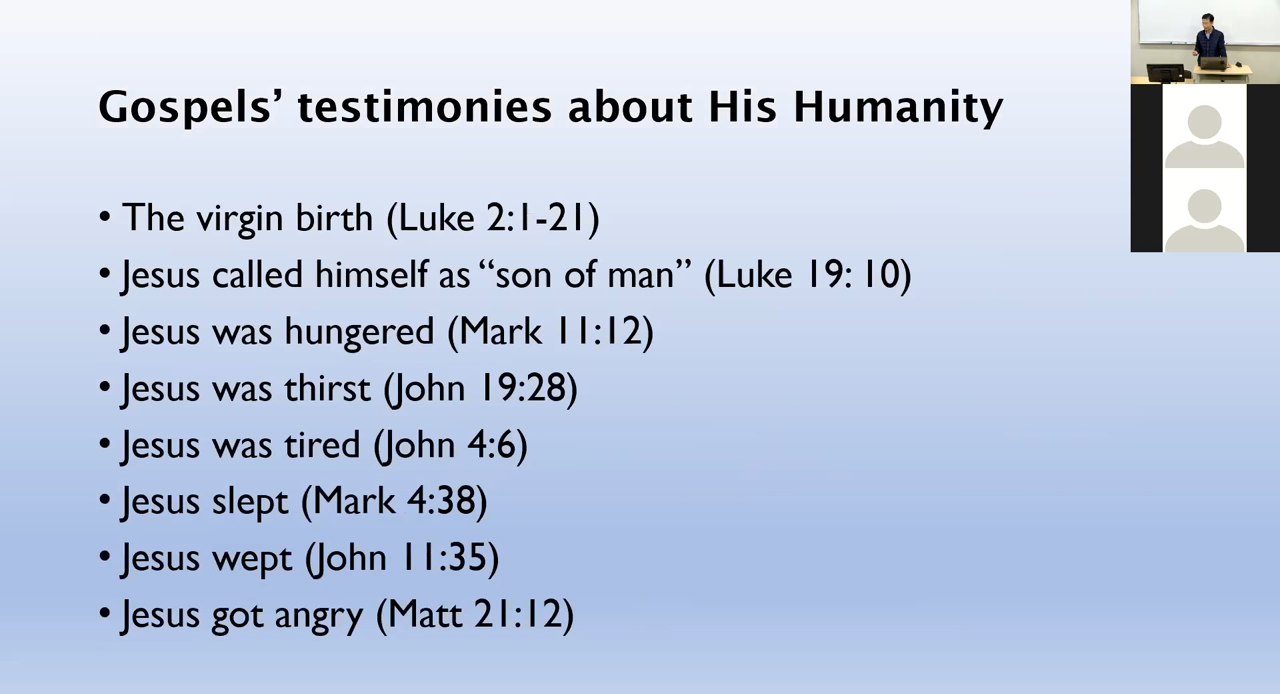 Gospels’ testimonies about His Humanity
• The virgin birth (Luke 2:1-21)
• Jesus called himself as “son of man” (Luke 19: 10)
• Jesus was hungered (Mark 11:12)
• Jesus was thirst (John 19:28)
• Jesus was tired (John 4:6)
• Jesus slept (Mark 4:38)
• Jesus wept (John 11:35)
• Jesus got angry (Matt 21:12)